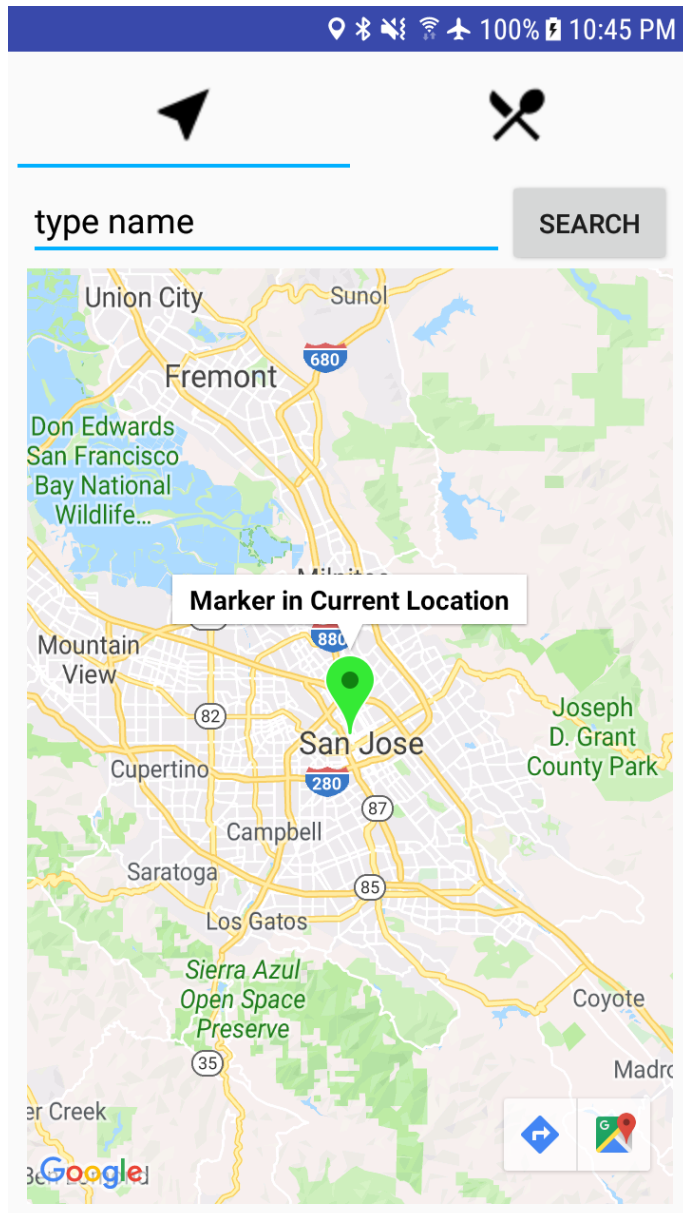 100% 10:45 PM
type name
SEARCH
Union City
Sunol
680
Fremont
Don Edwards
San Francisco
Bay National
Wildlife...
Marker in Current Location
880
Mountain
View
82
San Jose
Joseph
D. Grant
County Park
Cupertino
280
87
Campbell
Saratoga
85
Los Gatos
Sierra Azul
Open Space
Preserve
Coyote
35
Madro
er Creek
G
Google